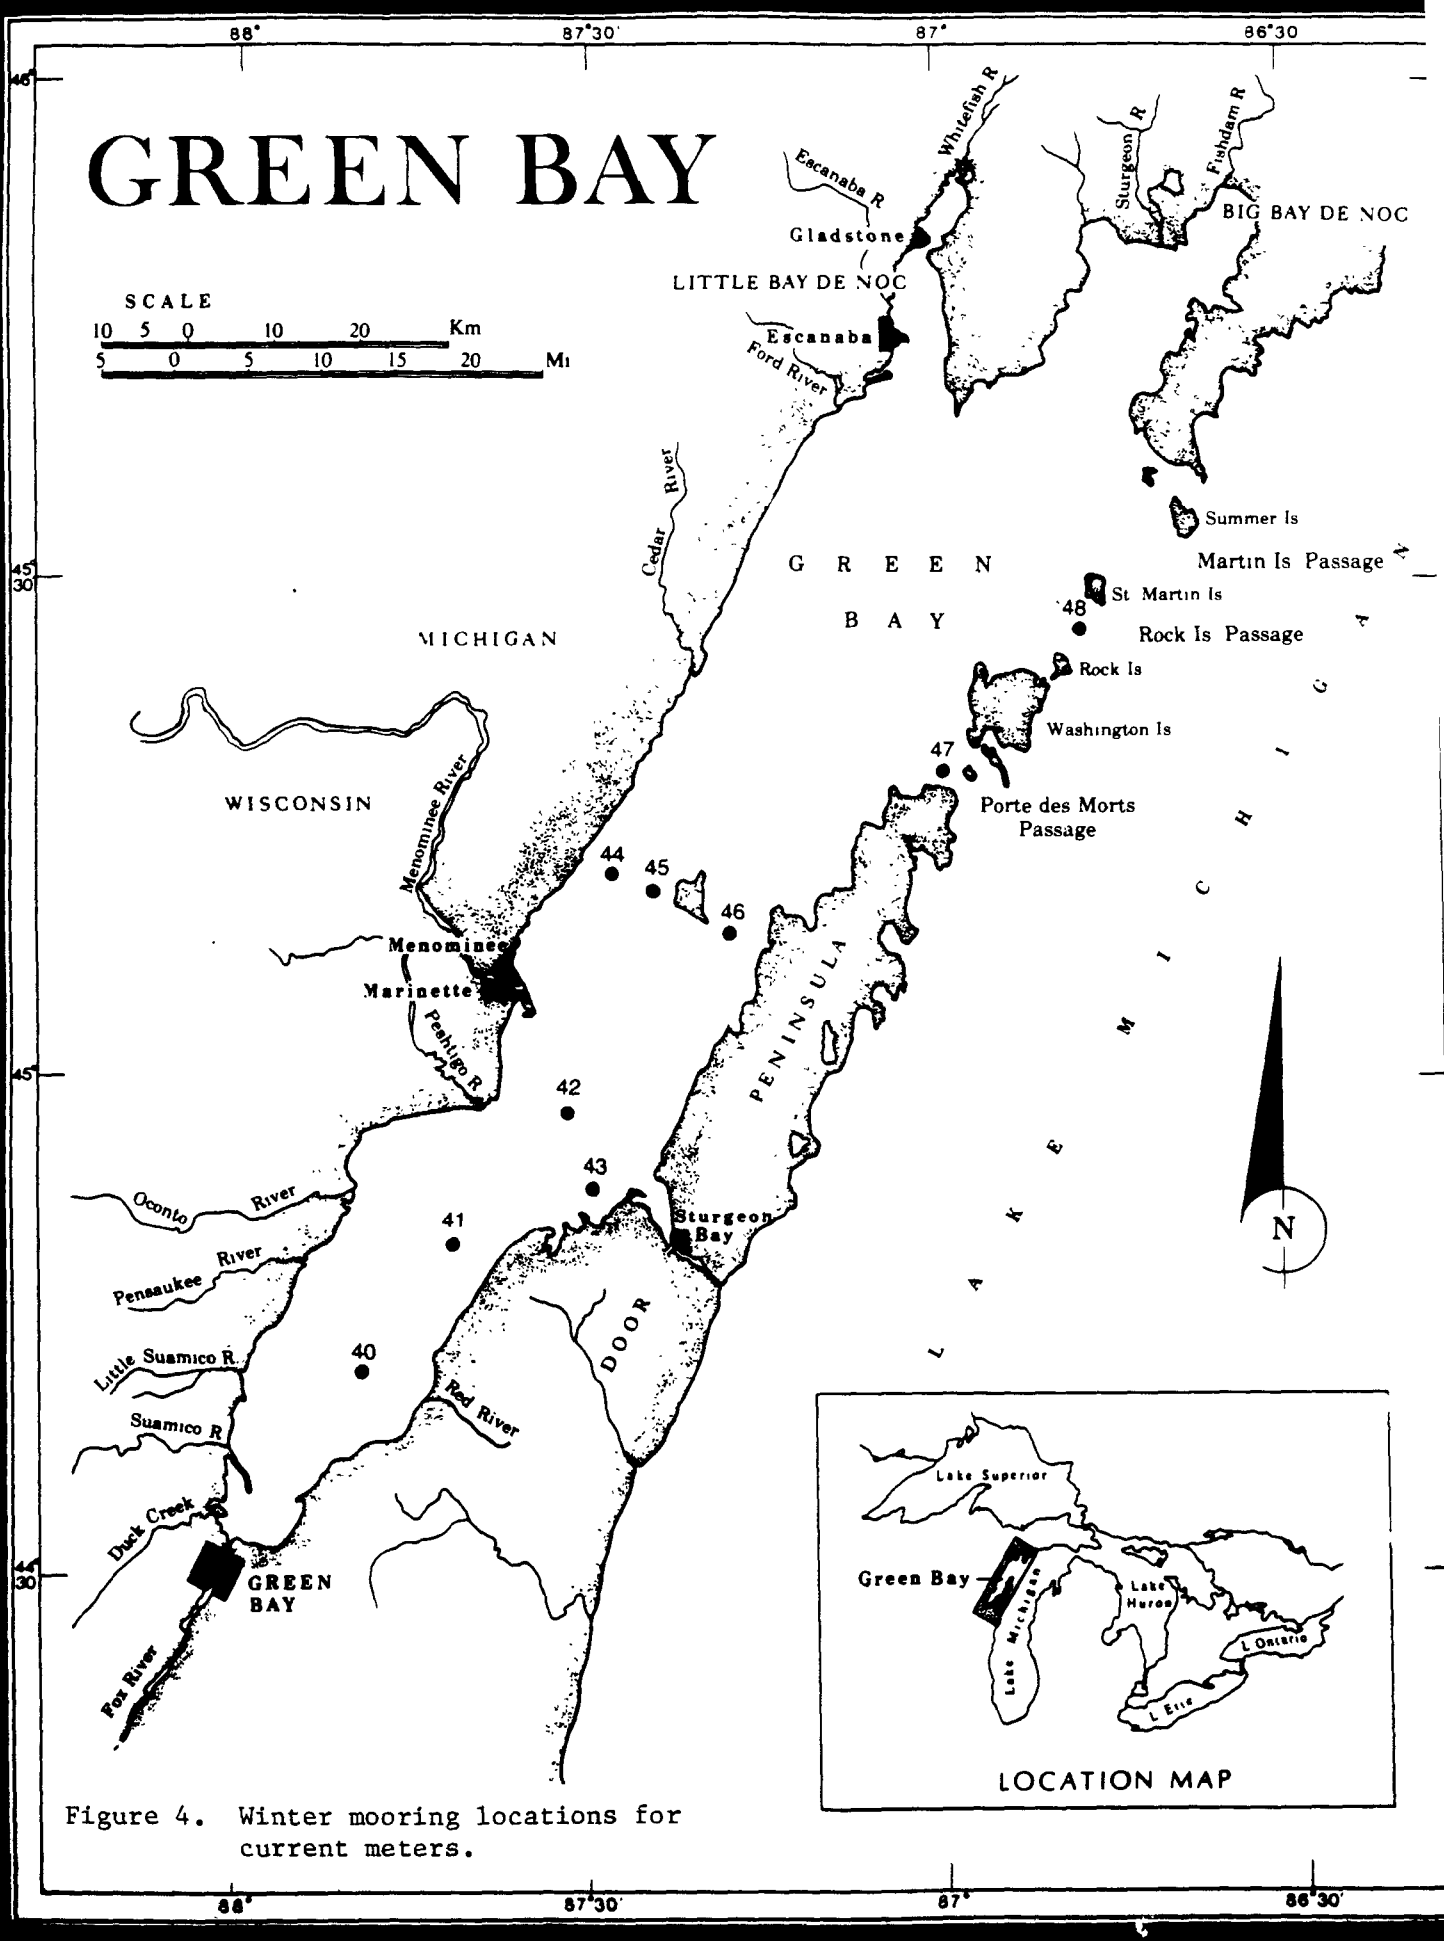 88° 87°30' 87° 86°30
46°
GREEN BAY
Whitefish R
Escanaba R
Sturgeon R
Fishdam R
BIG BAY DE NOC
Gladstone
LITTLE BAY DE NOC
SCALE
10 5 0 10 20 Km
5 0 5 10 15 20 Mi
Escanaba
Ford River
Cedar River
Summer Is
Martin Is Passage
45°
30'
GREEN
BAY
St Martin Is
48
Rock Is Passage
MICHIGAN
Rock Is
Washington Is
47
WISCONSIN
Menominee River
Porte des Morts
Passage
44
45
46
Menominee
Marinette
Peshtigo R
PENINSULA
LAKE MICHIGAN
45°
42
43
Oconto River
41
Sturgeon
Bay
N
Pensaukee River
DOOR
Little Suamico R.
40
Red River
Suamico R
Duck Creek
44°
30'
GREEN
BAY
Fox River
Lake Superior
Green Bay
Lake Michigan
Lake
Huron
L Ontario
L Erie
LOCATION MAP
Figure 4. Winter mooring locations for
current meters.
88° 87°30' 87° 86°30'